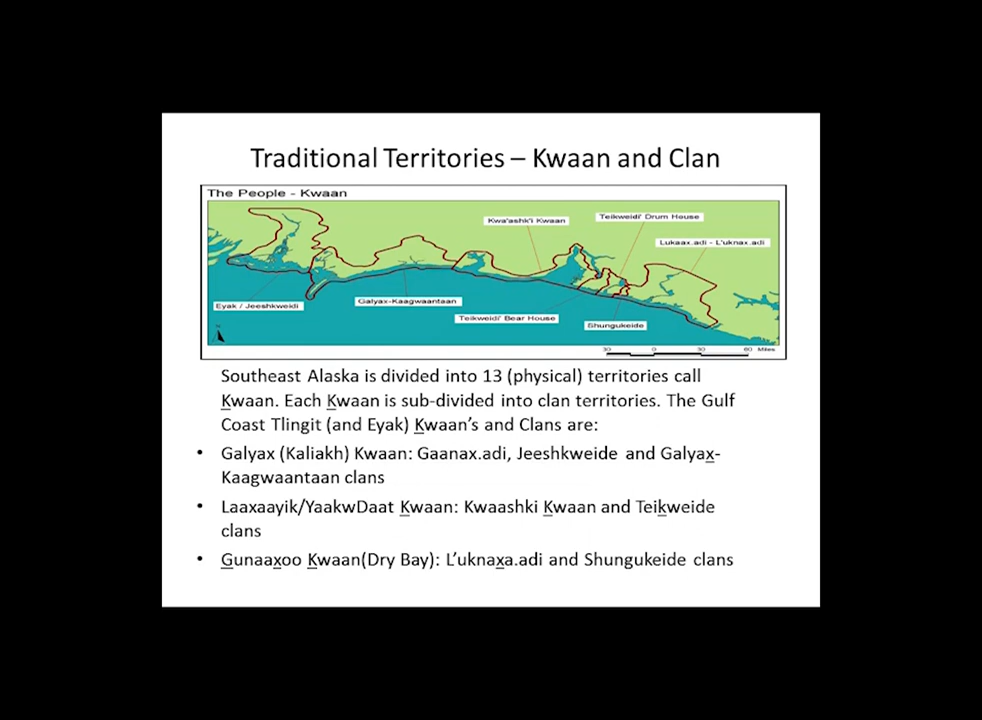 Traditional Territories – Kwaan and Clan
The People - Kwaan
Kwa'ashk'i Kwaan
Teikweidi' Drum House
Lukaax.adi - L'uknax.adi
Eyak / Jeeshkweidi
Galyax-Kaagwaantaan
Teikweidi' Bear House
Shungukeide
30 0 30 60 Miles
Southeast Alaska is divided into 13 (physical) territories call
Kwaan. Each Kwaan is sub-divided into clan territories. The Gulf
Coast Tlingit (and Eyak) Kwaan's and Clans are:
• Galyax (Kaliakh) Kwaan: Gaanax.adi, Jeeshkweide and Galyax-
Kaagwaantaan clans
• Laaxaayik/YaakwDaat Kwaan: Kwaashki Kwaan and Teikweide
clans
• Gunaaxoo Kwaan(Dry Bay): L'uknaxa.adi and Shungukeide clans